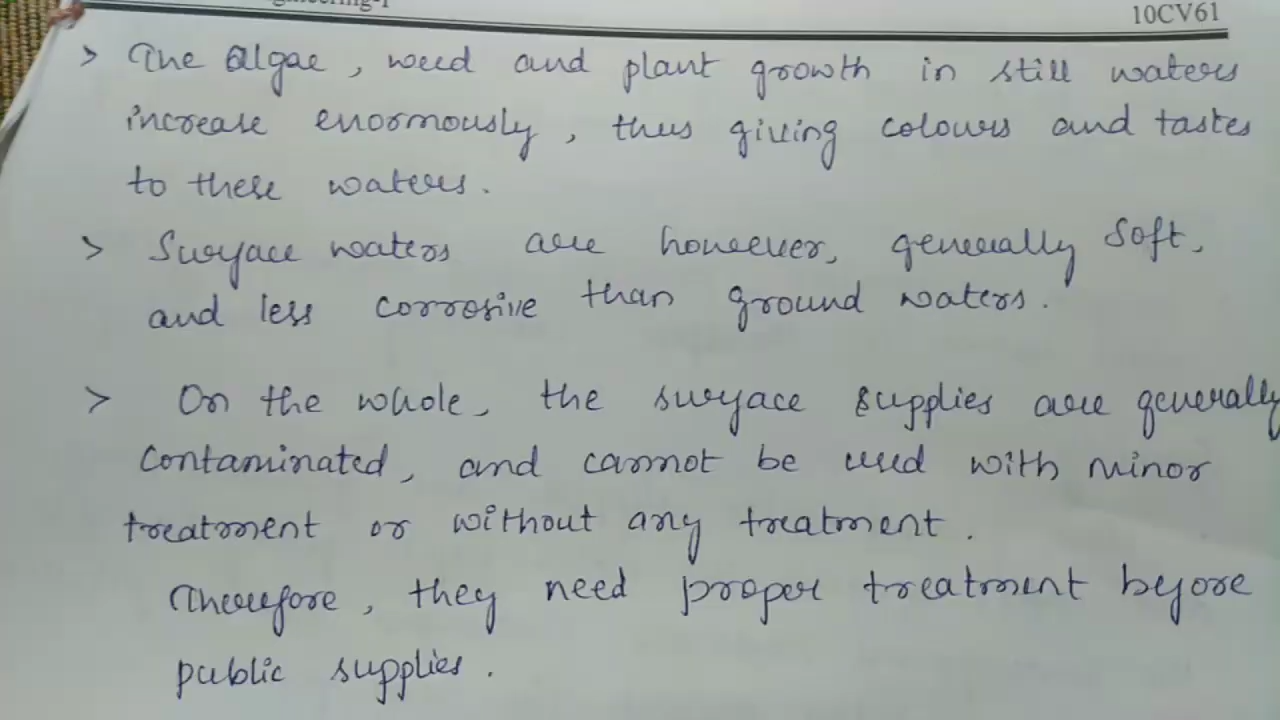 10CV61
> The algae, weed and plant growth in still waters
increase enormously, thus giving colours and tastes
to these waters.
> Surface waters are however, generally soft,
and less corrosive than ground waters.
> On the whole, the surface supplies are generally
contaminated, and cannot be used with minor
treatment or without any treatment.
Therefore, they need proper treatment before
public supplies.